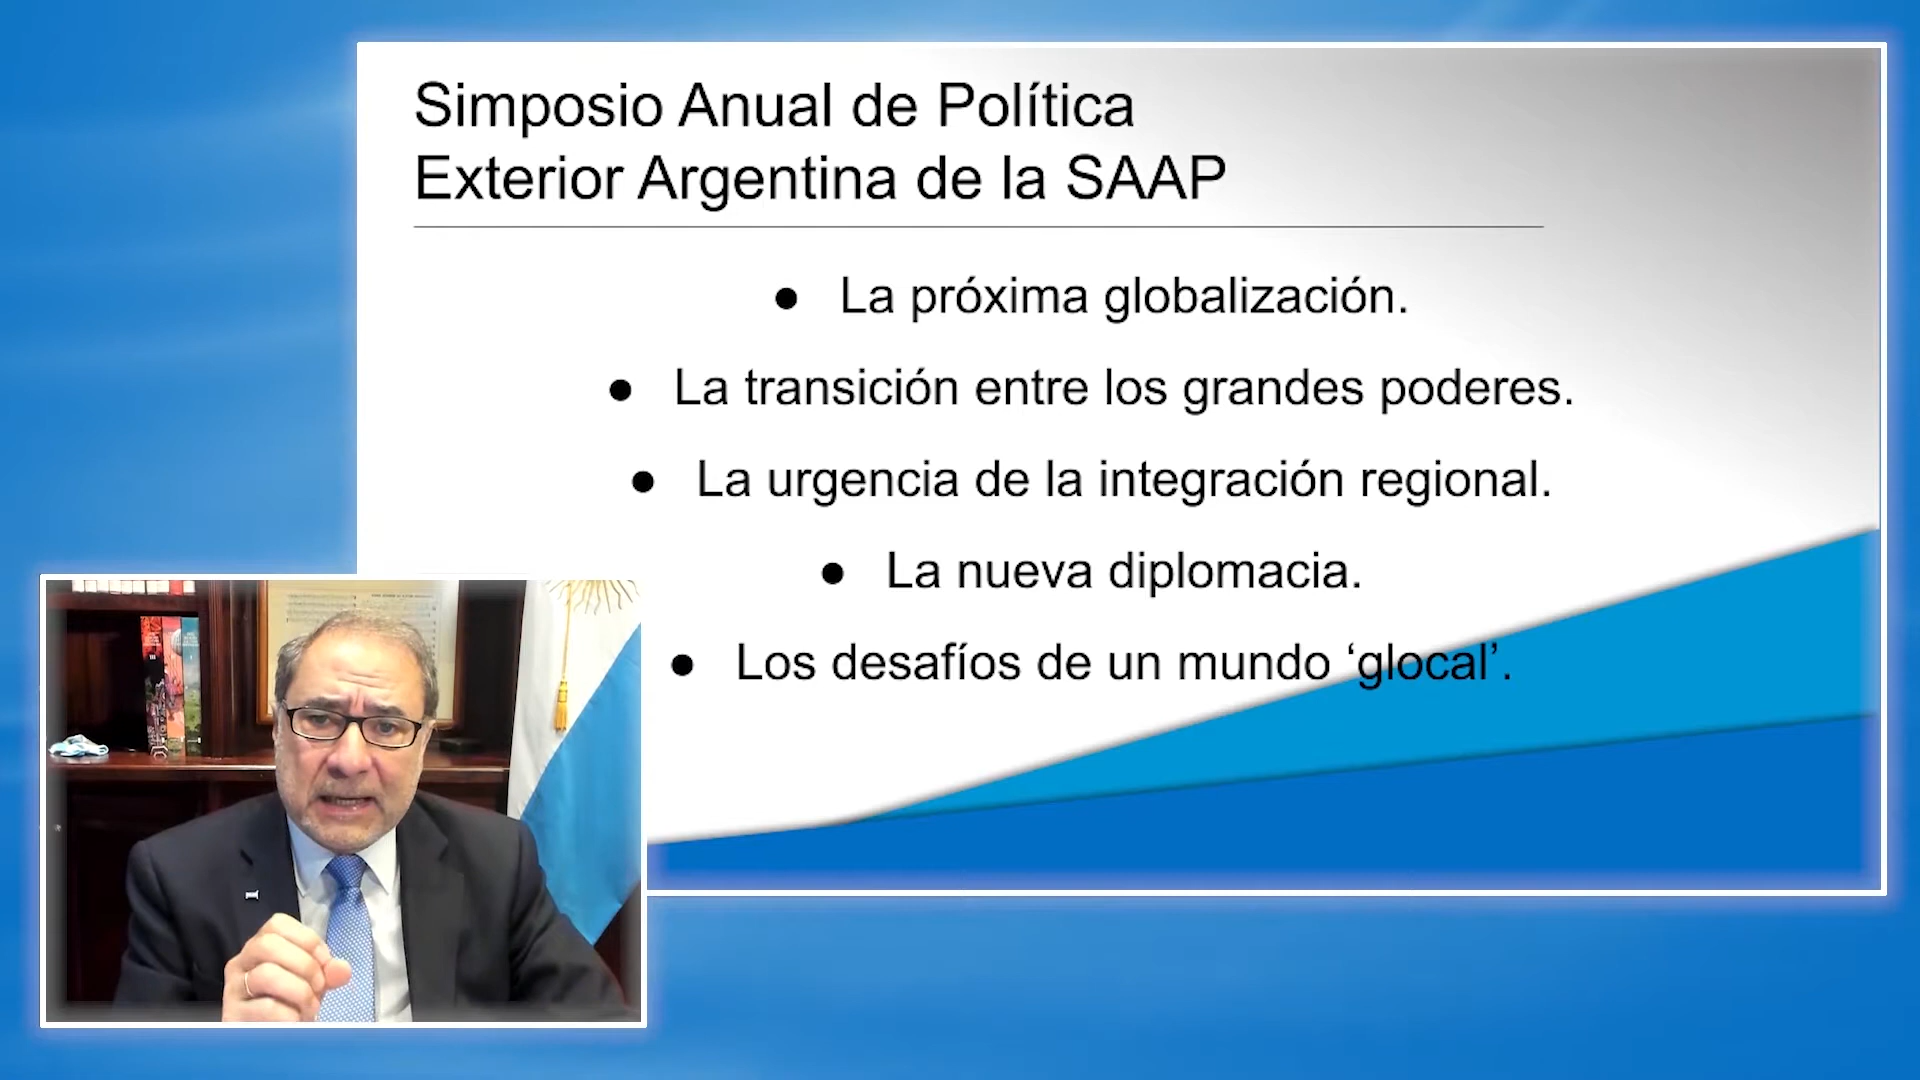 Simposio Anual de Política
Exterior Argentina de la SAAP
● La próxima globalización.
● La transición entre los grandes poderes.
● La urgencia de la integración regional.
● La nueva diplomacia.
● Los desafíos de un mundo ‘glocal’.